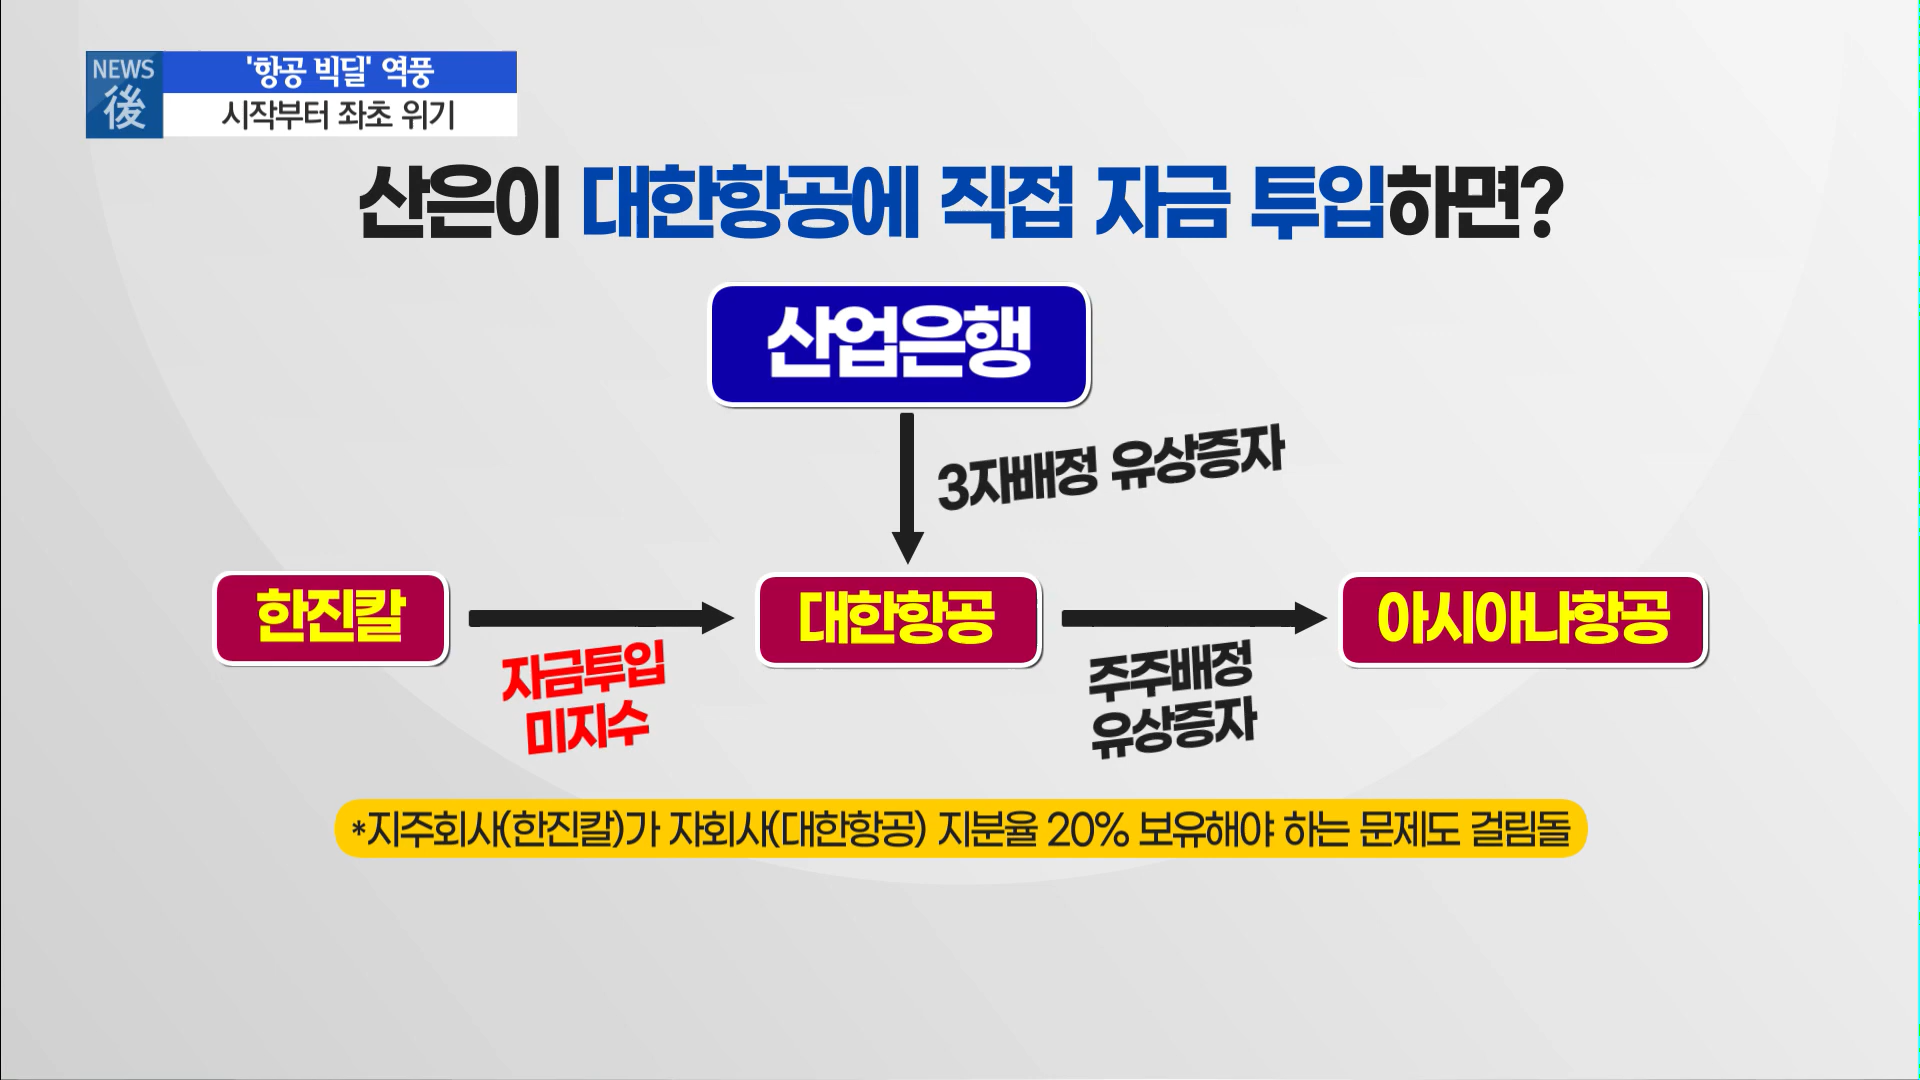 NEWS
後
'항공 빅딜' 역풍
시작부터 좌초 위기
산은이 대한항공에 직접 자금 투입하면?
산업은행
3자배정 유상증자
한진칼
대한항공
아시아나항공
자금투입
미지수
주주배정
유상증자
*지주회사(한진칼)가 자회사(대한항공) 지분율 20% 보유해야 하는 문제도 걸림돌